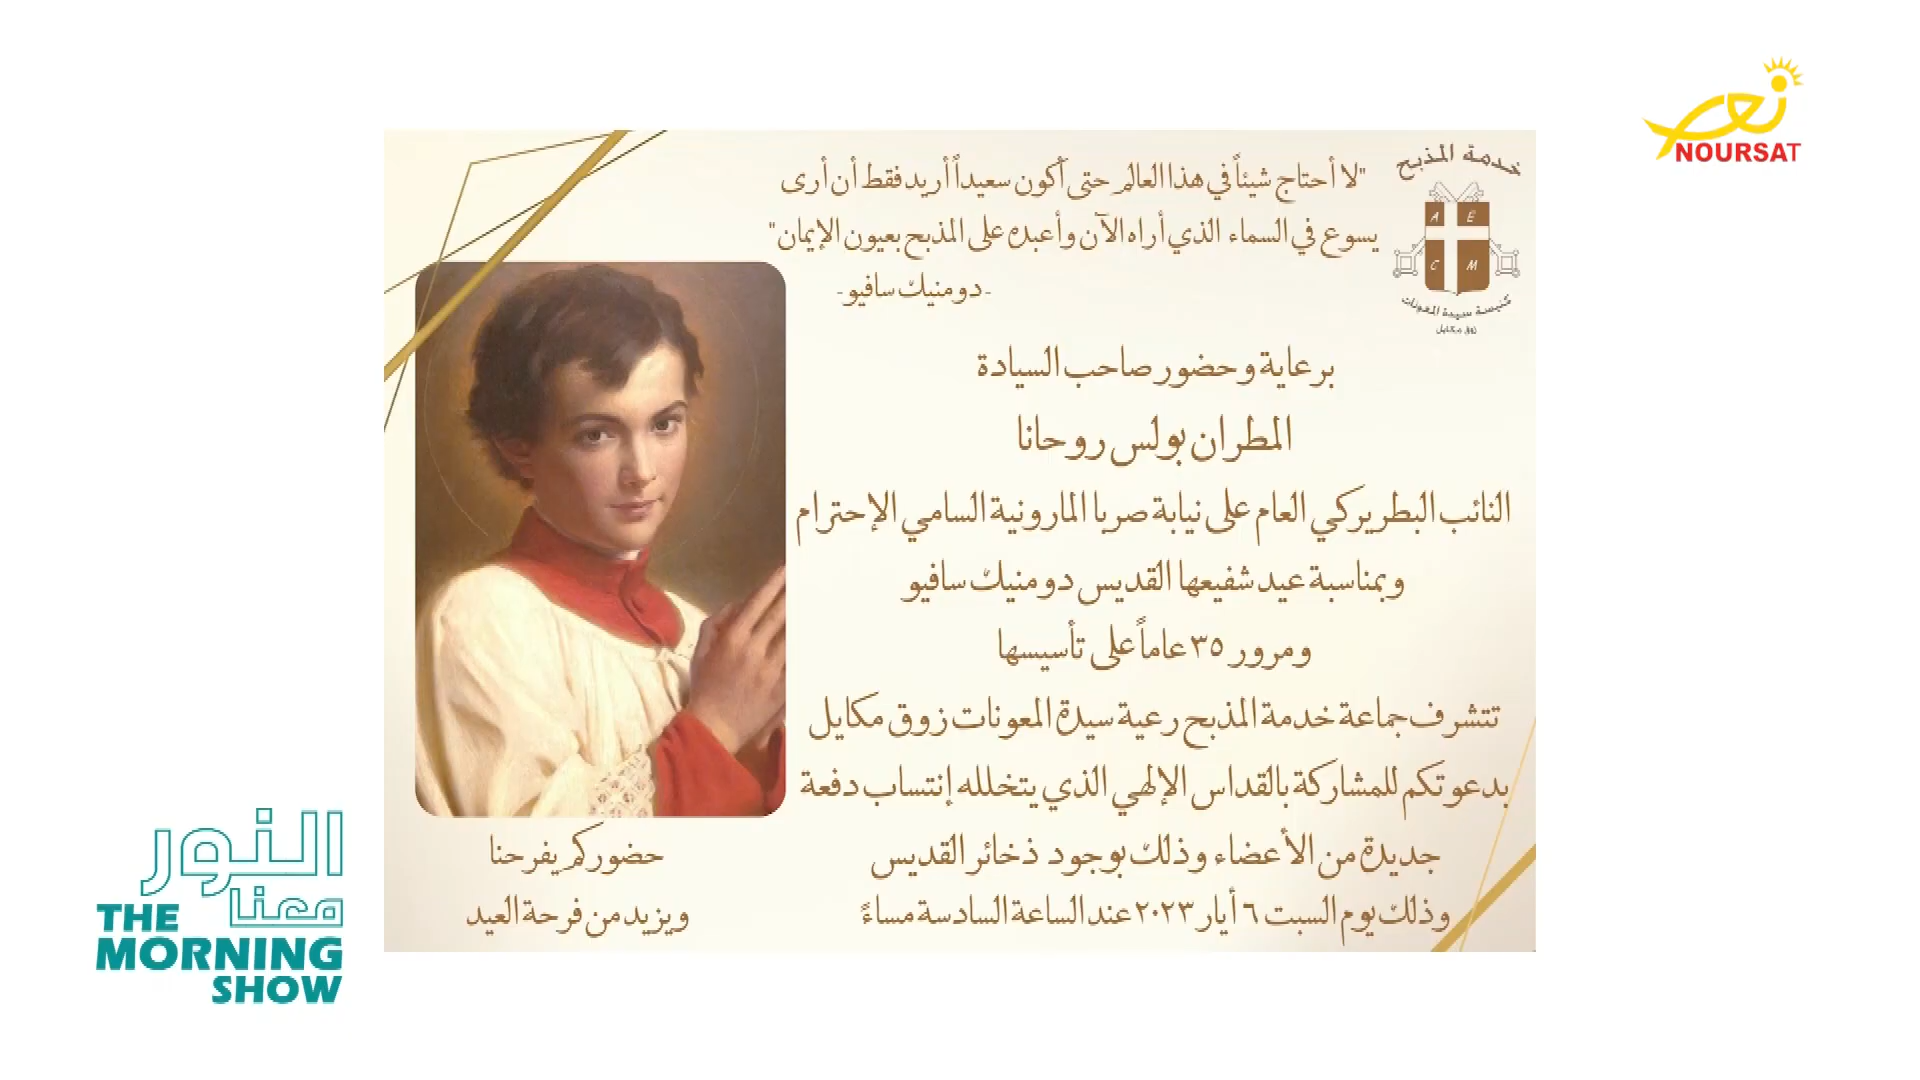 NOURSAT
خدمة المذبح
A E
C M
كنيسة سيدة المعونات
زوق مكايل
"لا أحتاج شيئاً في هذا العالم حتى أكون سعيداً أريد فقط أن أرى
يسوع في السماء الذي أراه الآن وأعبده على المذبح بعيون الإيمان"
-دومنيك سافيو-
برعاية وحضور صاحب السيادة
المطران بولس روحانا
النائب البطريركي العام على نيابة صربا المارونية السامي الإحترام
وبمناسبة عيد شفيعها القديس دومنيك سافيو
ومرور ٣٥ عاماً على تأسيسها
تتشرف جماعة خدمة المذبح رعية سيدة المعونات زوق مكايل
بدعوتكم للمشاركة بالقداس الإلهي الذي يتخلله إنتساب دفعة
جديدة من الأعضاء وذلك بوجود ذخائر القديس
وذلك يوم السبت ٦ أيار ٢٠٢٣ عند الساعة السادسة مساءً
حضوركم يفرحنا
ويزيد من فرحة العيد
النور
معنا
THE
MORNING
SHOW